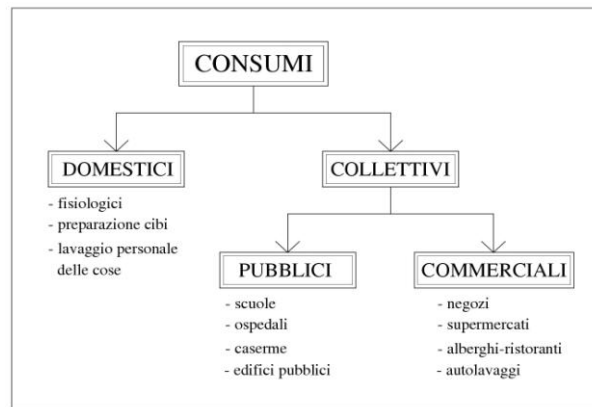 CONSUMI
DOMESTICI
- fisiologici
- preparazione cibi
- lavaggio personale
delle cose
COLLETTIVI
PUBBLICI
- scuole
- ospedali
- caserme
- edifici pubblici
COMMERCIALI
- negozi
- supermercati
- alberghi-ristoranti
- autolavaggi